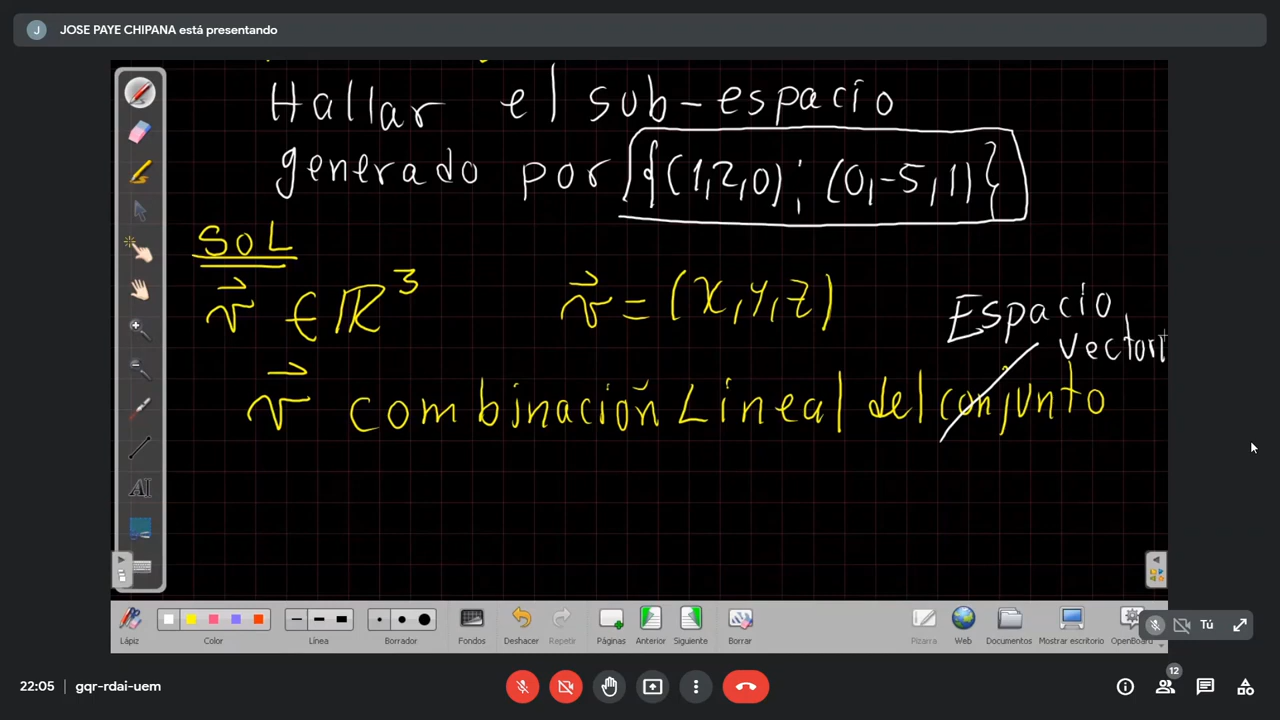 J JOSE PAYE CHIPANA está presentando
Hallar el sub-espacio
generado por {(1,2,0); (0,-5,1)}
SOL
v⃗ ∈ ℝ³ v⃗ = (x,y,z)
Espacio
vectori
v⃗ combinación Lineal del conjunto
Lápiz Color Línea Borrador Fondos Deshacer Repetir Páginas Anterior Siguiente Borrar Pizarra Web Documentos Mostrar escritorio OpenBoar
Tú
22:05 | gqr-rdai-uem
12